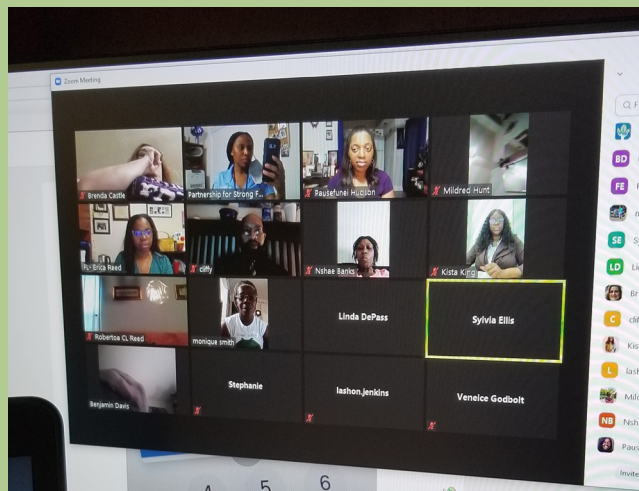 Zoom Meeting
Brenda Castle
Partnership for Strong F...
Pausefunei Hudson
Mildred Hunt
FL- Erica Reed
cliffy
Nshae Banks
Kista King
Robertoa CL Reed
monique smith
Linda DePass
Sylvia Ellis
Benjamin Davis
Stephanie
lashon.jenkins
Veneice Godbolt
BD
FE
SE
LD
C
L
NB
Invite
4 5 6